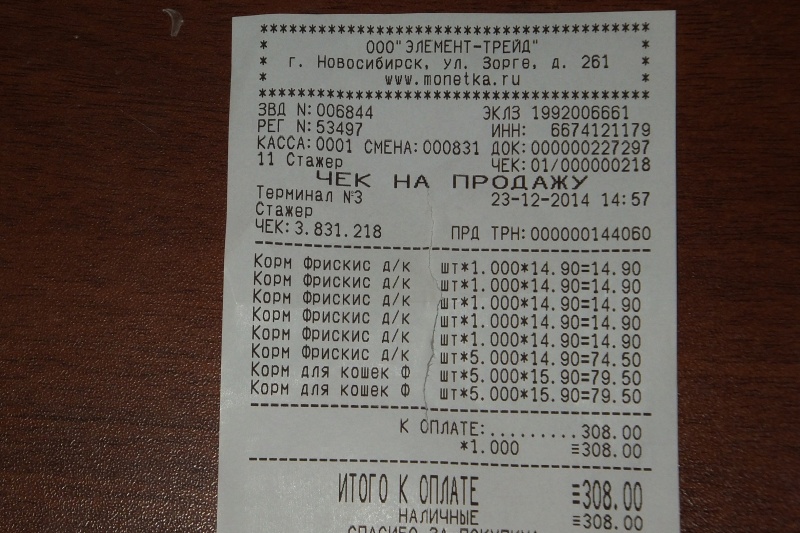 ****************************************
* ООО"ЭЛЕМЕНТ-ТРЕЙД" *
* г. Новосибирск, ул. Зорге, д. 261 *
* www.monetka.ru *
****************************************
ЗВД N:006844 ЭКЛЗ 1992006661
РЕГ N:53497 ИНН: 6674121179
КАССА:0001 СМЕНА:000831 ДОК:000000227297
11 Стажер ЧЕК:01/000000218
ЧЕК НА ПРОДАЖУ
Терминал №3 23-12-2014 14:57
Стажер
ЧЕК:3.831.218 ПРД ТРН:000000144060
Корм Фрискис д/к шт*1.000*14.90=14.90
Корм Фрискис д/к шт*1.000*14.90=14.90
Корм Фрискис д/к шт*1.000*14.90=14.90
Корм Фрискис д/к шт*1.000*14.90=14.90
Корм Фрискис д/к шт*1.000*14.90=14.90
Корм Фрискис д/к шт*5.000*14.90=74.50
Корм для кошек Ф шт*5.000*15.90=79.50
Корм для кошек Ф шт*5.000*15.90=79.50
К ОПЛАТЕ:.........308.00
*1.000 ≡308.00
ИТОГО К ОПЛАТЕ ≡308.00
НАЛИЧНЫЕ ≡308.00
СПАСИБО ЗА ПОКУПКУ